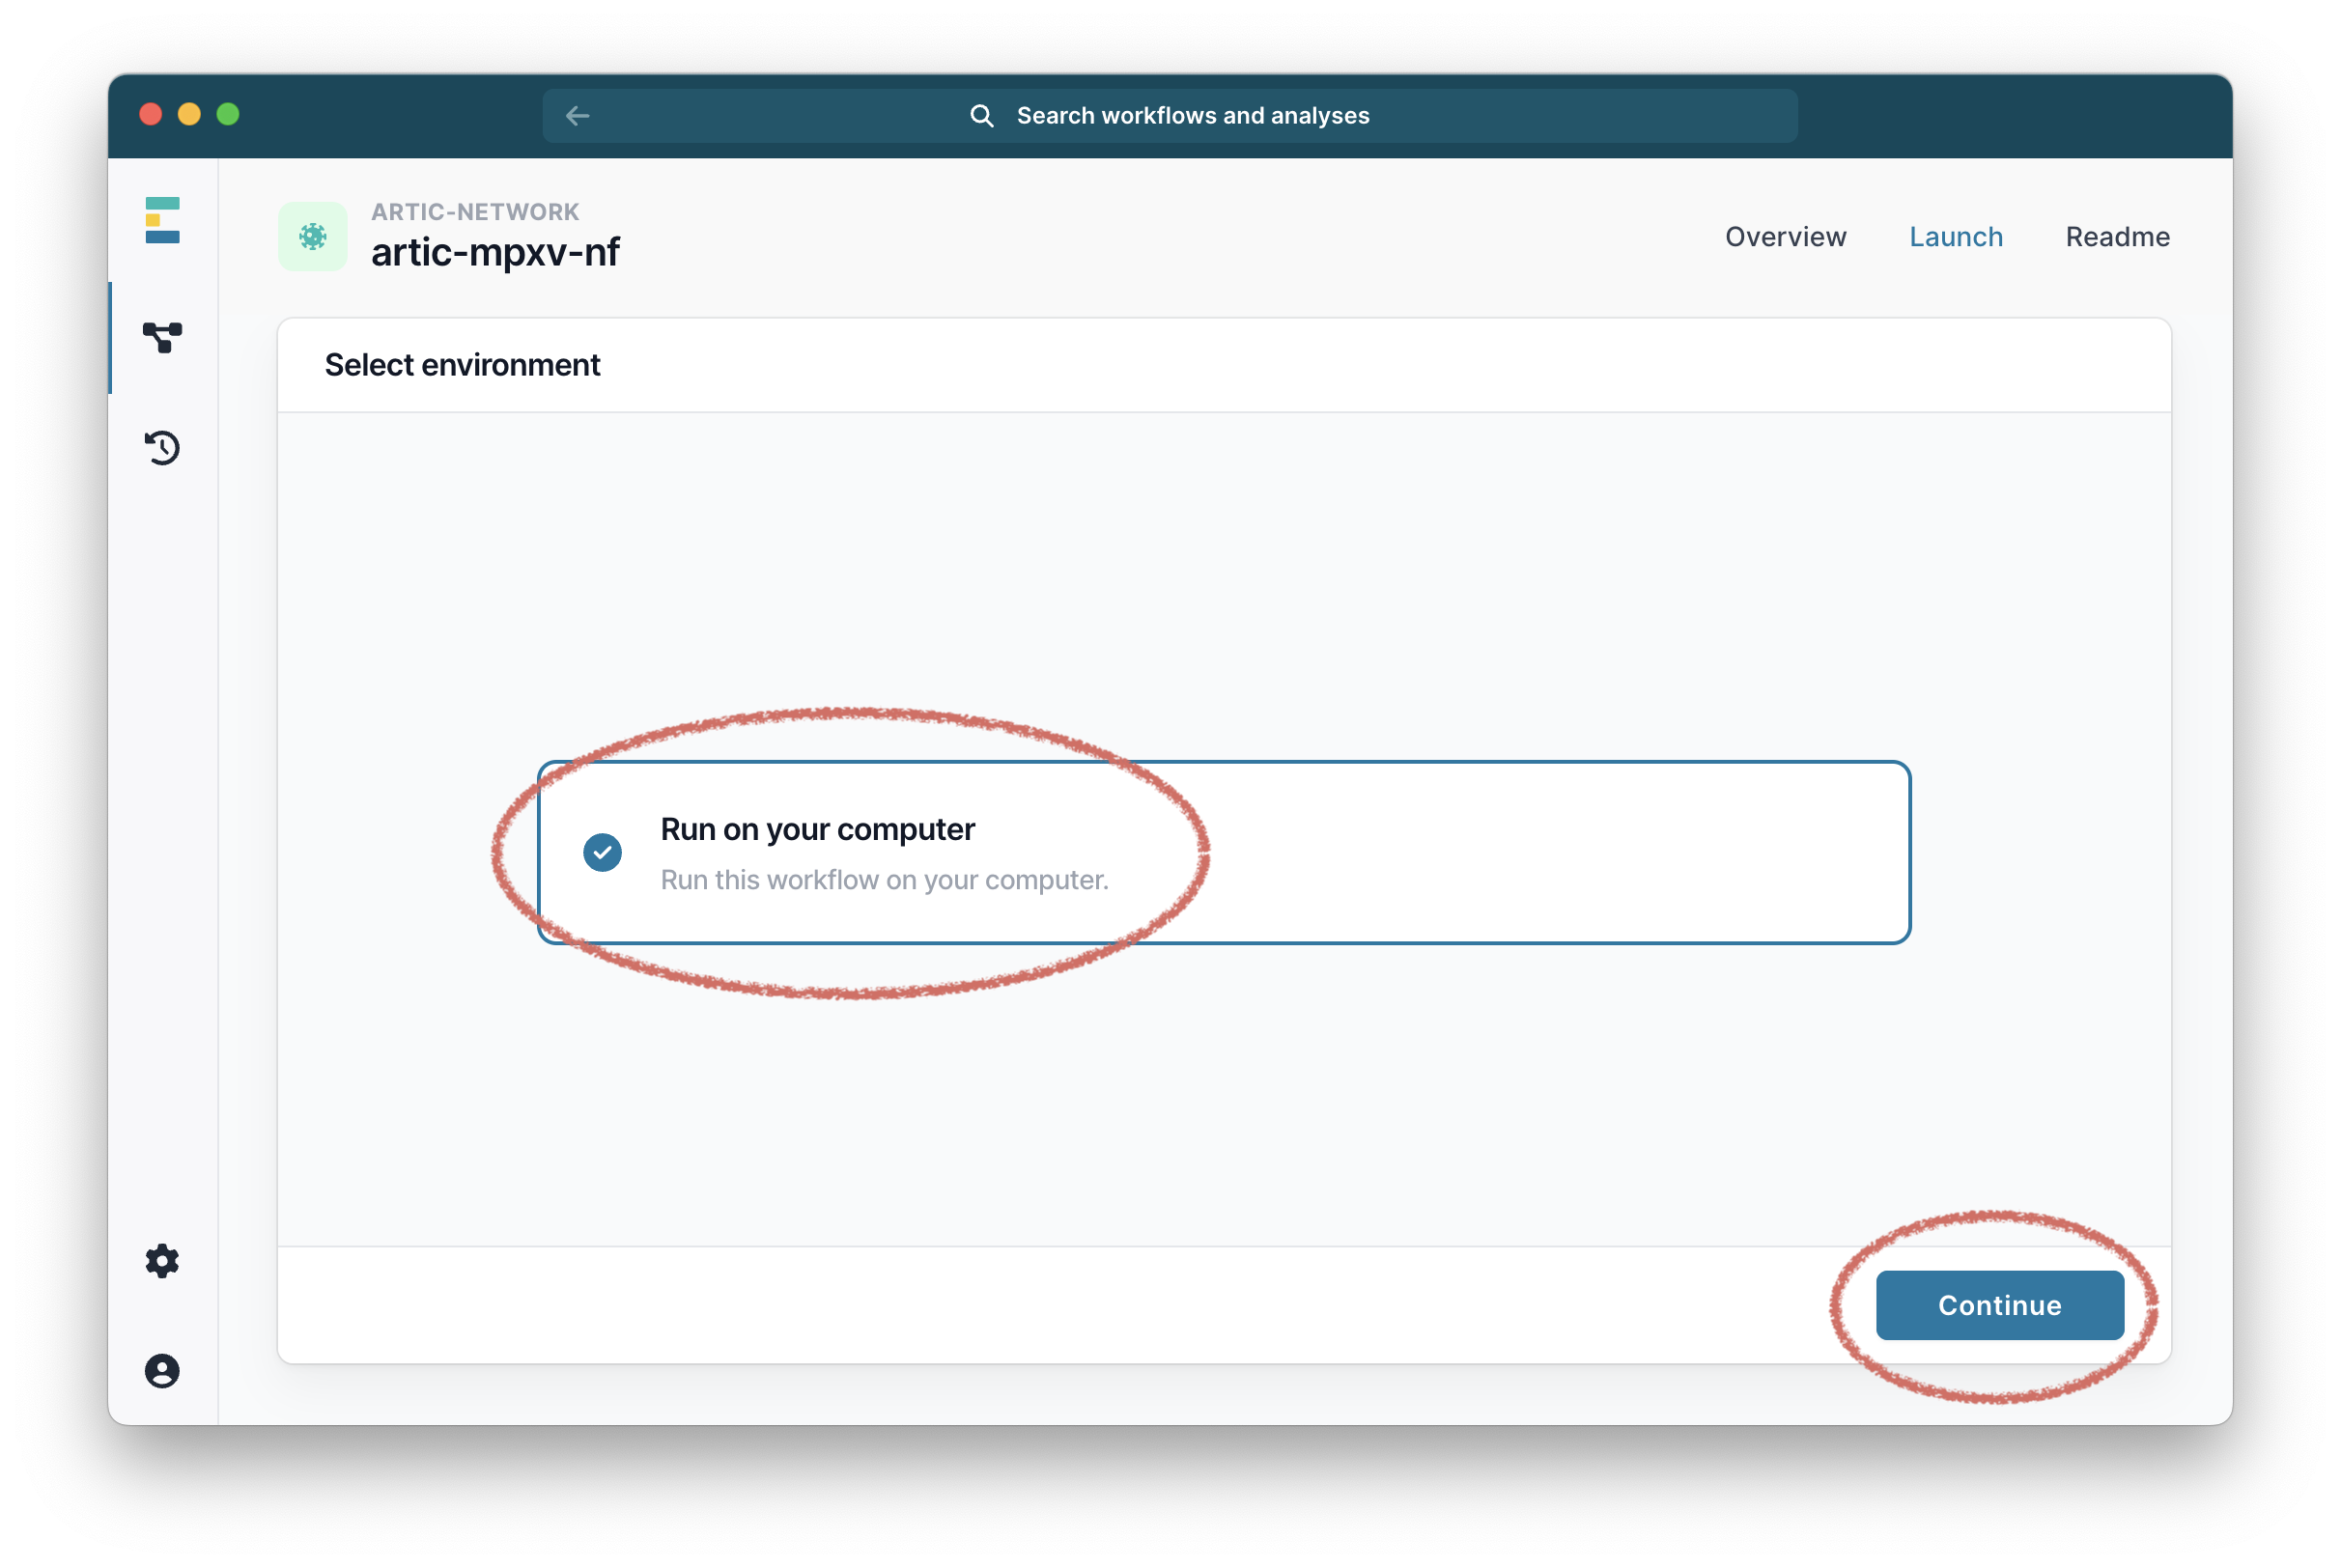 Search workflows and analyses
ARTIC-NETWORK
artic-mpxv-nf
Overview Launch Readme
Select environment
Run on your computer
Run this workflow on your computer.
Continue